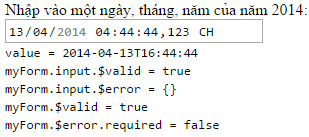 Nhập vào một ngày, tháng, năm của năm 2014:
13/04/2014 04:44:44,123 CH
value = 2014-04-13T16:44:44
myForm.input.$valid = true
myForm.input.$error = {}
myForm.$valid = true
myForm.$error.required = false